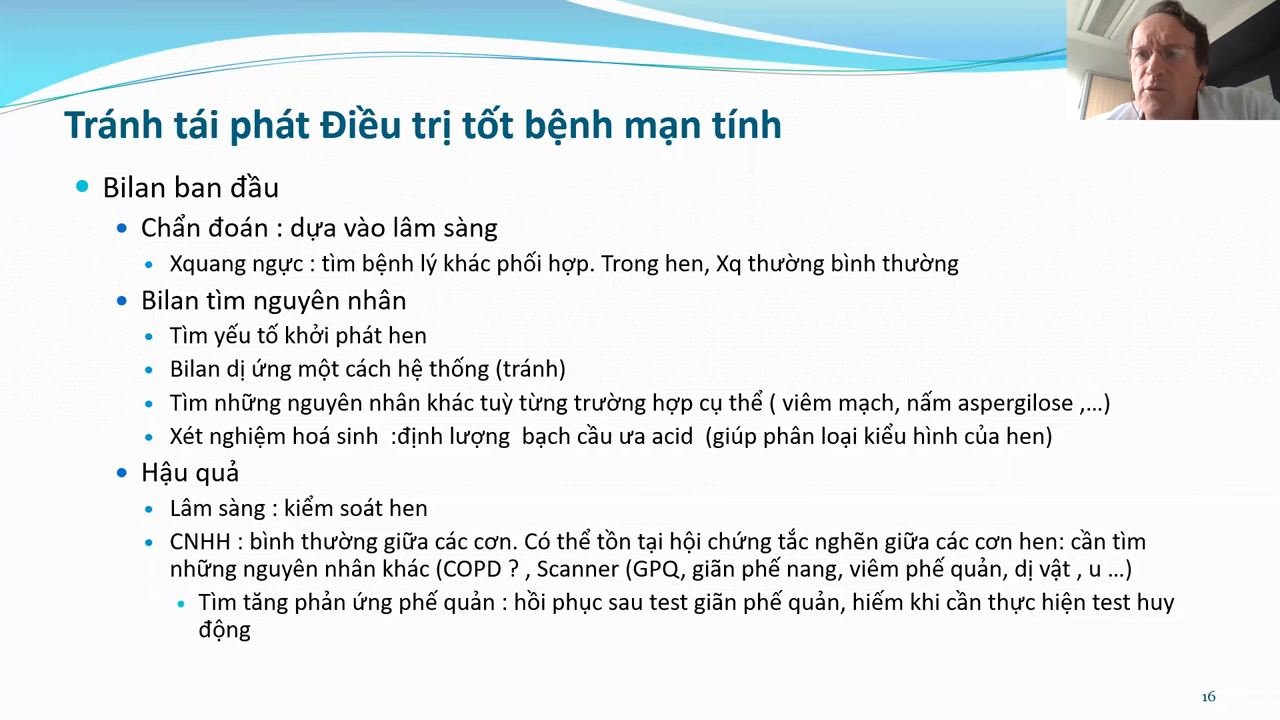 Tránh tái phát Điều trị tốt bệnh mạn tính
Bilan ban đầu
Chẩn đoán : dựa vào lâm sàng
Xquang ngực : tìm bệnh lý khác phối hợp. Trong hen, Xq thường bình thường
Bilan tìm nguyên nhân
Tìm yếu tố khởi phát hen
Bilan dị ứng một cách hệ thống (tránh)
Tìm những nguyên nhân khác tuỳ từng trường hợp cụ thể ( viêm mạch, nấm aspergilose ,...)
Xét nghiệm hoá sinh :định lượng bạch cầu ưa acid (giúp phân loại kiểu hình của hen)
Hậu quả
Lâm sàng : kiểm soát hen
CNHH : bình thường giữa các cơn. Có thể tồn tại hội chứng tắc nghẽn giữa các cơn hen: cần tìm
những nguyên nhân khác (COPD ? , Scanner (GPQ, giãn phế nang, viêm phế quản, dị vật , u ...)
Tìm tăng phản ứng phế quản : hồi phục sau test giãn phế quản, hiếm khi cần thực hiện test huy
động
16